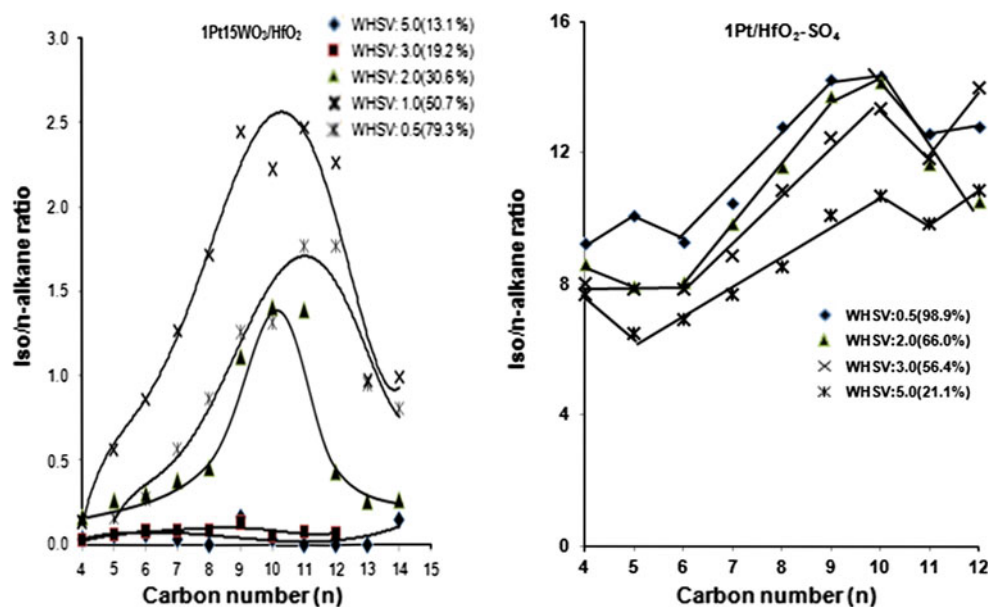 1Pt15WO3/HfO2
WHSV: 5.0(13.1%)
WHSV: 3.0(19.2%)
WHSV: 2.0(30.6%)
WHSV: 1.0(50.7%)
WHSV: 0.5(79.3%)
3.0
2.5
2.0
1.5
1.0
0.5
0.0
Iso/n-alkane ratio
4 5 6 7 8 9 10 11 12 13 14 15
Carbon number (n)
1Pt/HfO2-SO4
16
12
8
4
0
Iso/n-alkane ratio
WHSV:0.5(98.9%)
WHSV:2.0(66.0%)
WHSV:3.0(56.4%)
WHSV:5.0(21.1%)
4 5 6 7 8 9 10 11 12
Carbon number (n)